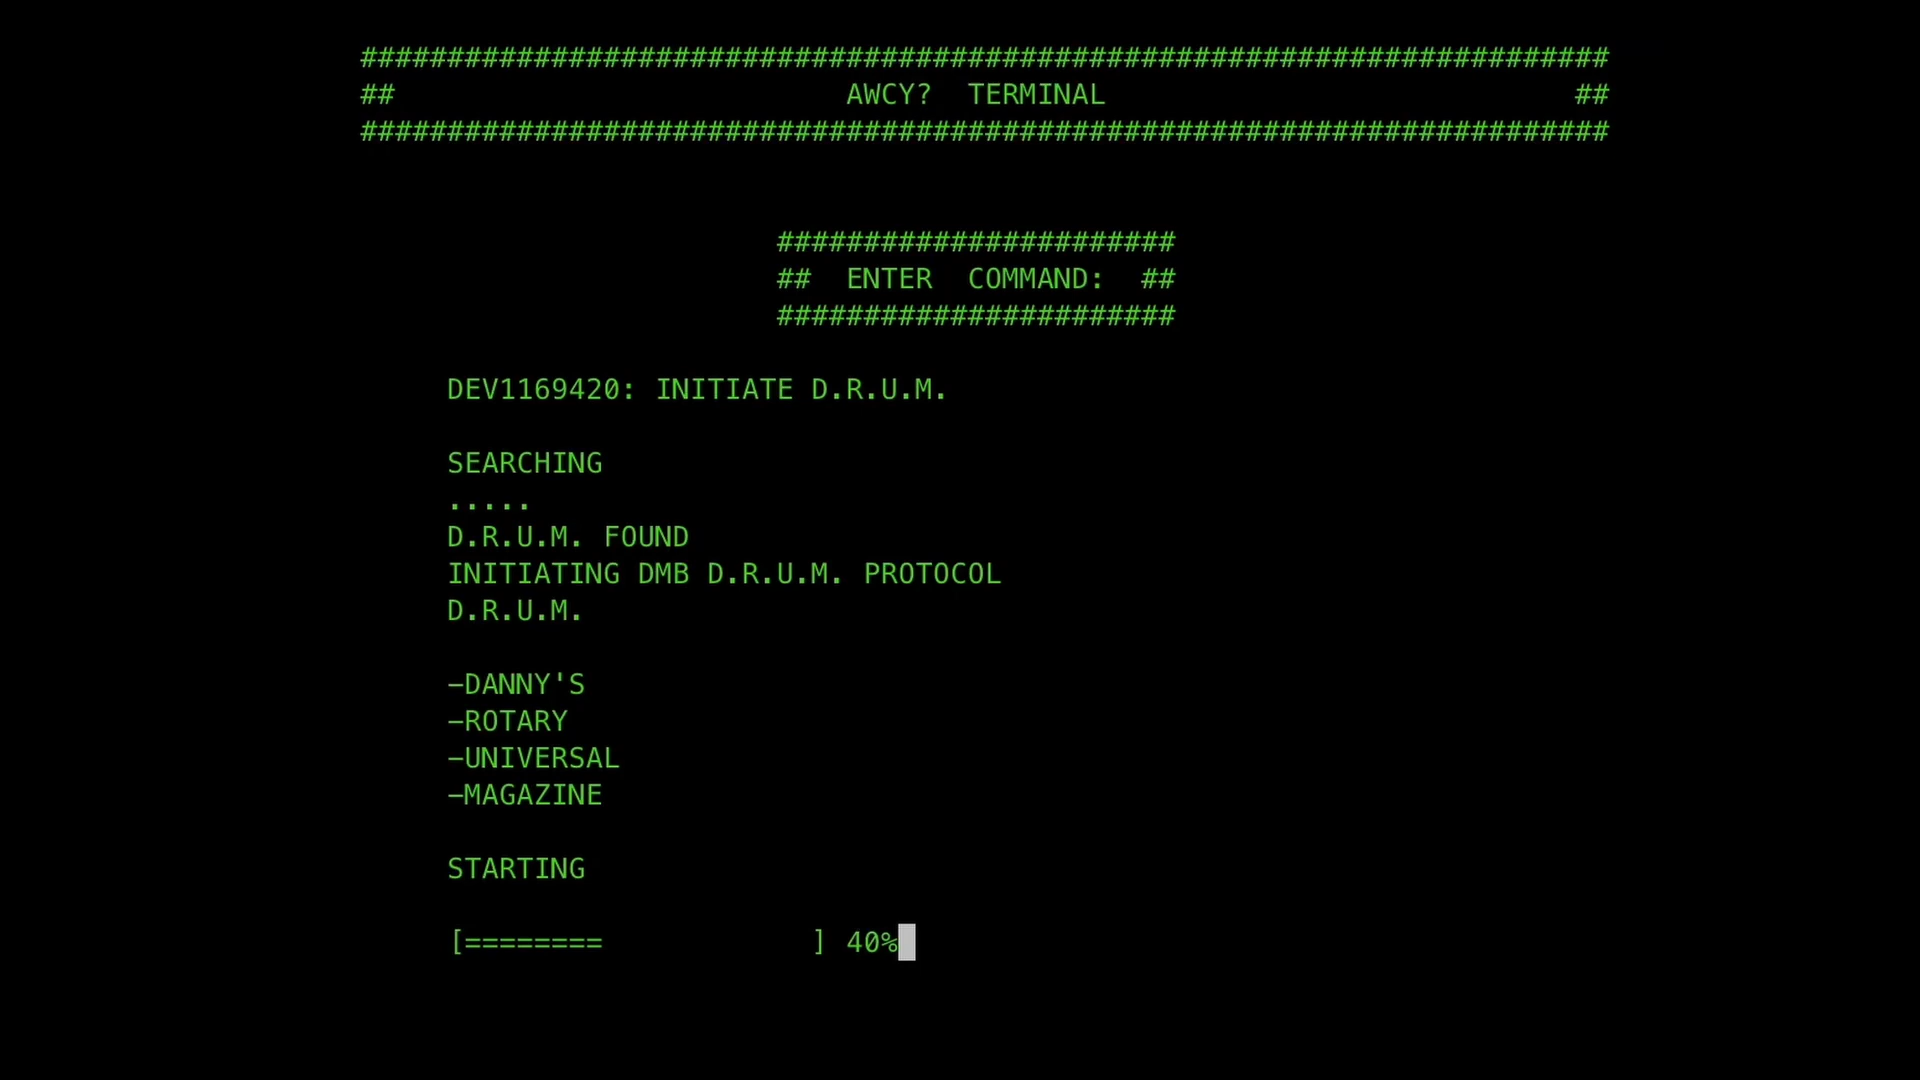 ########################################################################
## AWCY? TERMINAL ##
########################################################################
#######################
## ENTER COMMAND: ##
#######################
DEV1169420: INITIATE D.R.U.M.
SEARCHING
.....
D.R.U.M. FOUND
INITIATING DMB D.R.U.M. PROTOCOL
D.R.U.M.
-DANNY'S
-ROTARY
-UNIVERSAL
-MAGAZINE
STARTING
[======== ] 40%